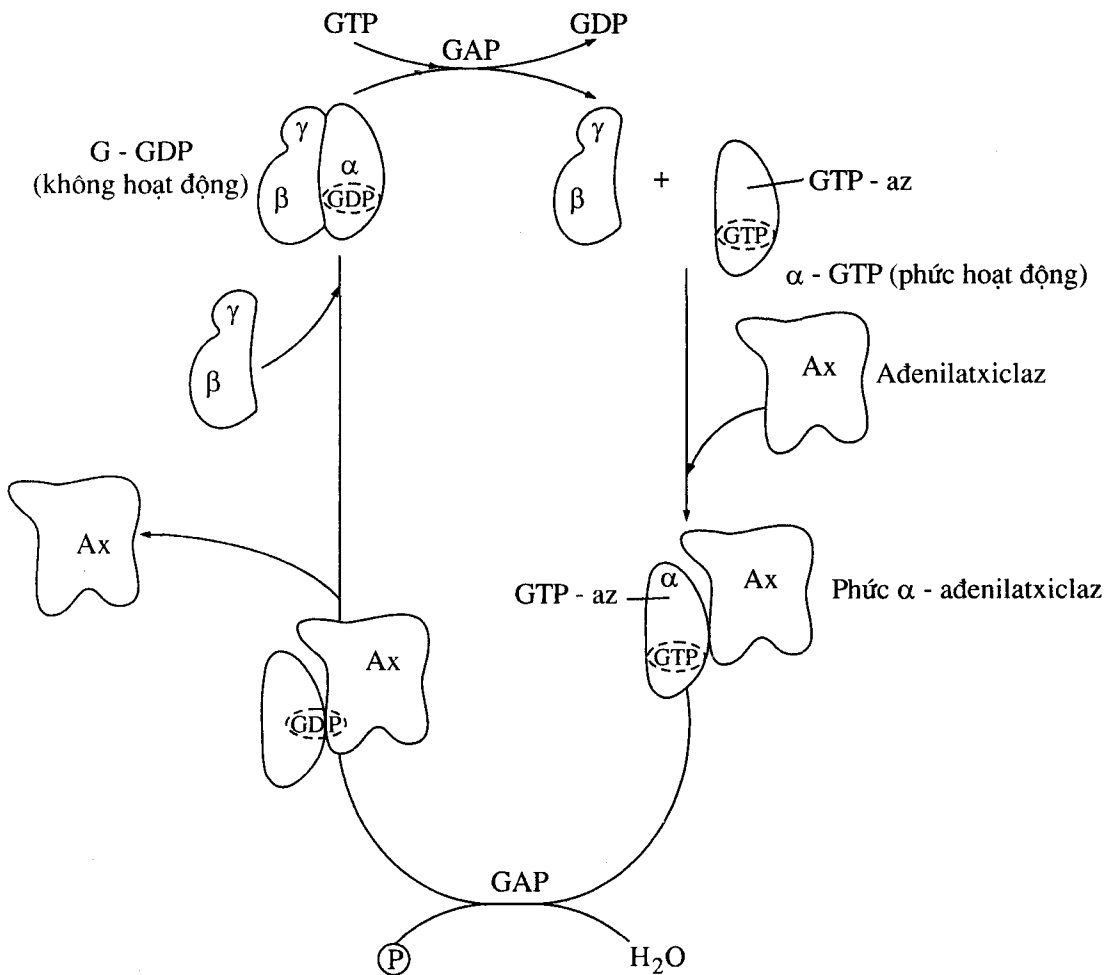 GTP
GDP
GAP
γ
β
α
GDP
G - GDP
(không hoạt động)
γ
β
+
GTP - az
GTP
α - GTP (phức hoạt động)
γ
β
Ax
Ađenilatxiclaz
Ax
Ax
GDP
GTP - az
α
GTP
Ax
Phức α - ađenilatxiclaz
GAP
P
H₂O